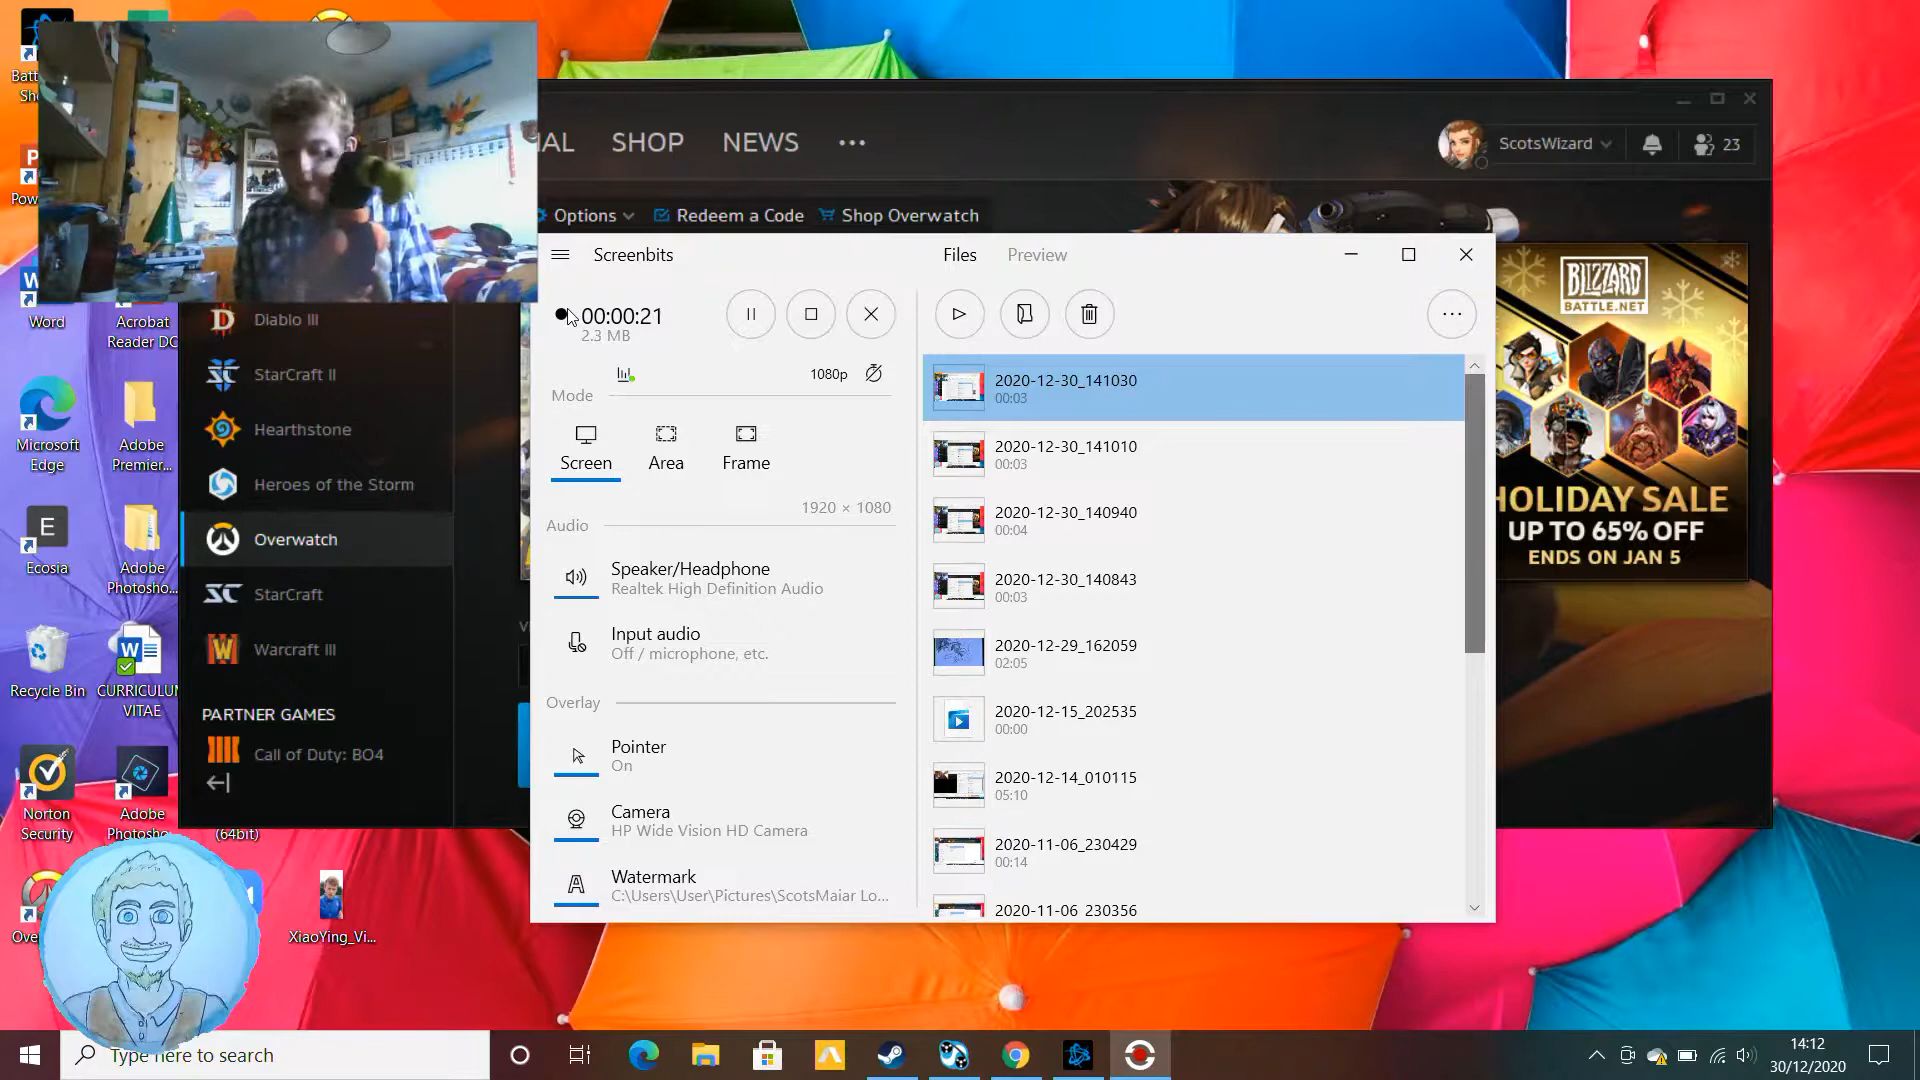 SHOP
NEWS
•••
ScotsWizard
23
Options
Redeem a Code
Shop Overwatch
Screenbits
Files
Preview
00:00:21
2.3 MB
1080p
Mode
Screen
Area
Frame
1920 × 1080
Audio
Speaker/Headphone
Realtek High Definition Audio
Input audio
Off / microphone, etc.
Overlay
Pointer
On
Camera
HP Wide Vision HD Camera
Watermark
C:\Users\User\Pictures\ScotsMaiar Lo...
2020-12-30_141030
00:03
2020-12-30_141010
00:03
2020-12-30_140940
00:04
2020-12-30_140843
00:03
2020-12-29_162059
02:05
2020-12-15_202535
00:00
2020-12-14_010115
05:10
2020-11-06_230429
00:14
2020-11-06_230356
BLIZZARD
BATTLE.NET
HOLIDAY SALE
UP TO 65% OFF
ENDS ON JAN 5
Diablo III
StarCraft II
Hearthstone
Heroes of the Storm
Overwatch
StarCraft
Warcraft III
PARTNER GAMES
Call of Duty: BO4
Word
Acrobat
Reader DC
Microsoft
Edge
Adobe
Premier...
E
Ecosia
Adobe
Photosho...
Recycle Bin
CURRICULUM
VITAE
Norton
Security
Adobe
Photosho...
(64bit)
XiaoYing_Vi...
Type here to search
14:12
30/12/2020